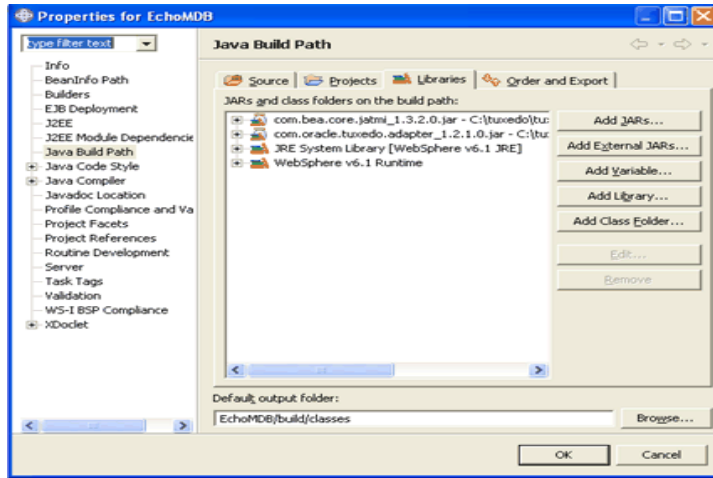 Properties for EchoMDB
type filter text
Info
BeanInfo Path
Builders
EJB Deployment
J2EE
J2EE Module Dependencie
Java Build Path
Java Code Style
Java Compiler
Javadoc Location
Profile Compliance and Va
Project Facets
Project References
Routine Development
Server
Task Tags
Validation
WS-I BSP Compliance
XDoclet
Java Build Path
Source
Projects
Libraries
Order and Export
JARs and class folders on the build path:
com.bea.core.jatmi_1.3.2.0.jar - C:\tuxedo\tu:
com.oracle.tuxedo.adapter_1.2.1.0.jar - C:\tu:
JRE System Library [WebSphere v6.1 JRE]
WebSphere v6.1 Runtime
Add JARs...
Add External JARs...
Add Variable...
Add Library...
Add Class Folder...
Edit...
Remove
Default output folder:
EchoMDB/build/classes
Browse...
OK
Cancel